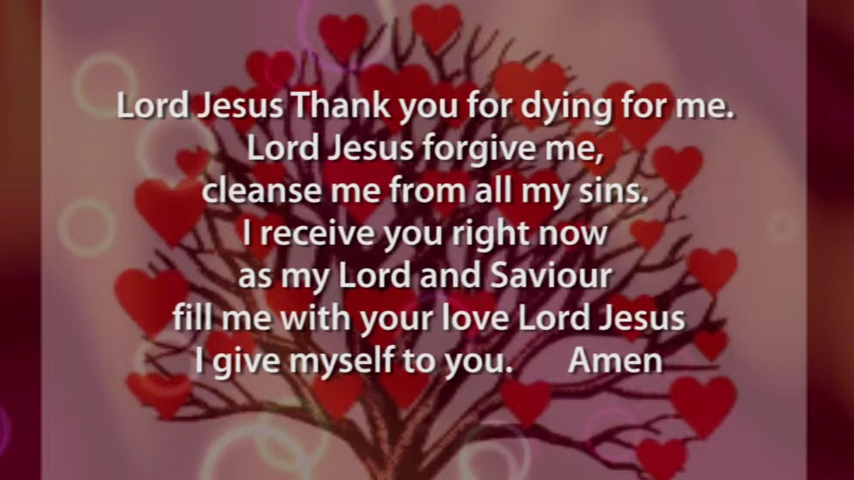 Lord Jesus Thank you for dying for me.
Lord Jesus forgive me,
cleanse me from all my sins.
I receive you right now
as my Lord and Saviour
fill me with your love Lord Jesus
I give myself to you. Amen